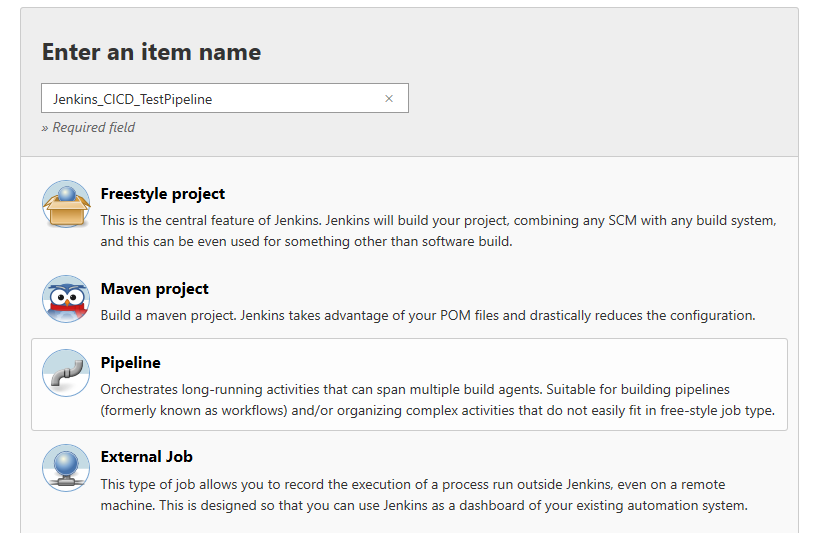 Enter an item name
Jenkins_CICD_TestPipeline ×
» Required field
Freestyle project
This is the central feature of Jenkins. Jenkins will build your project, combining any SCM with any build system,
and this can be even used for something other than software build.
Maven project
Build a maven project. Jenkins takes advantage of your POM files and drastically reduces the configuration.
Pipeline
Orchestrates long-running activities that can span multiple build agents. Suitable for building pipelines
(formerly known as workflows) and/or organizing complex activities that do not easily fit in free-style job type.
External Job
This type of job allows you to record the execution of a process run outside Jenkins, even on a remote
machine. This is designed so that you can use Jenkins as a dashboard of your existing automation system.